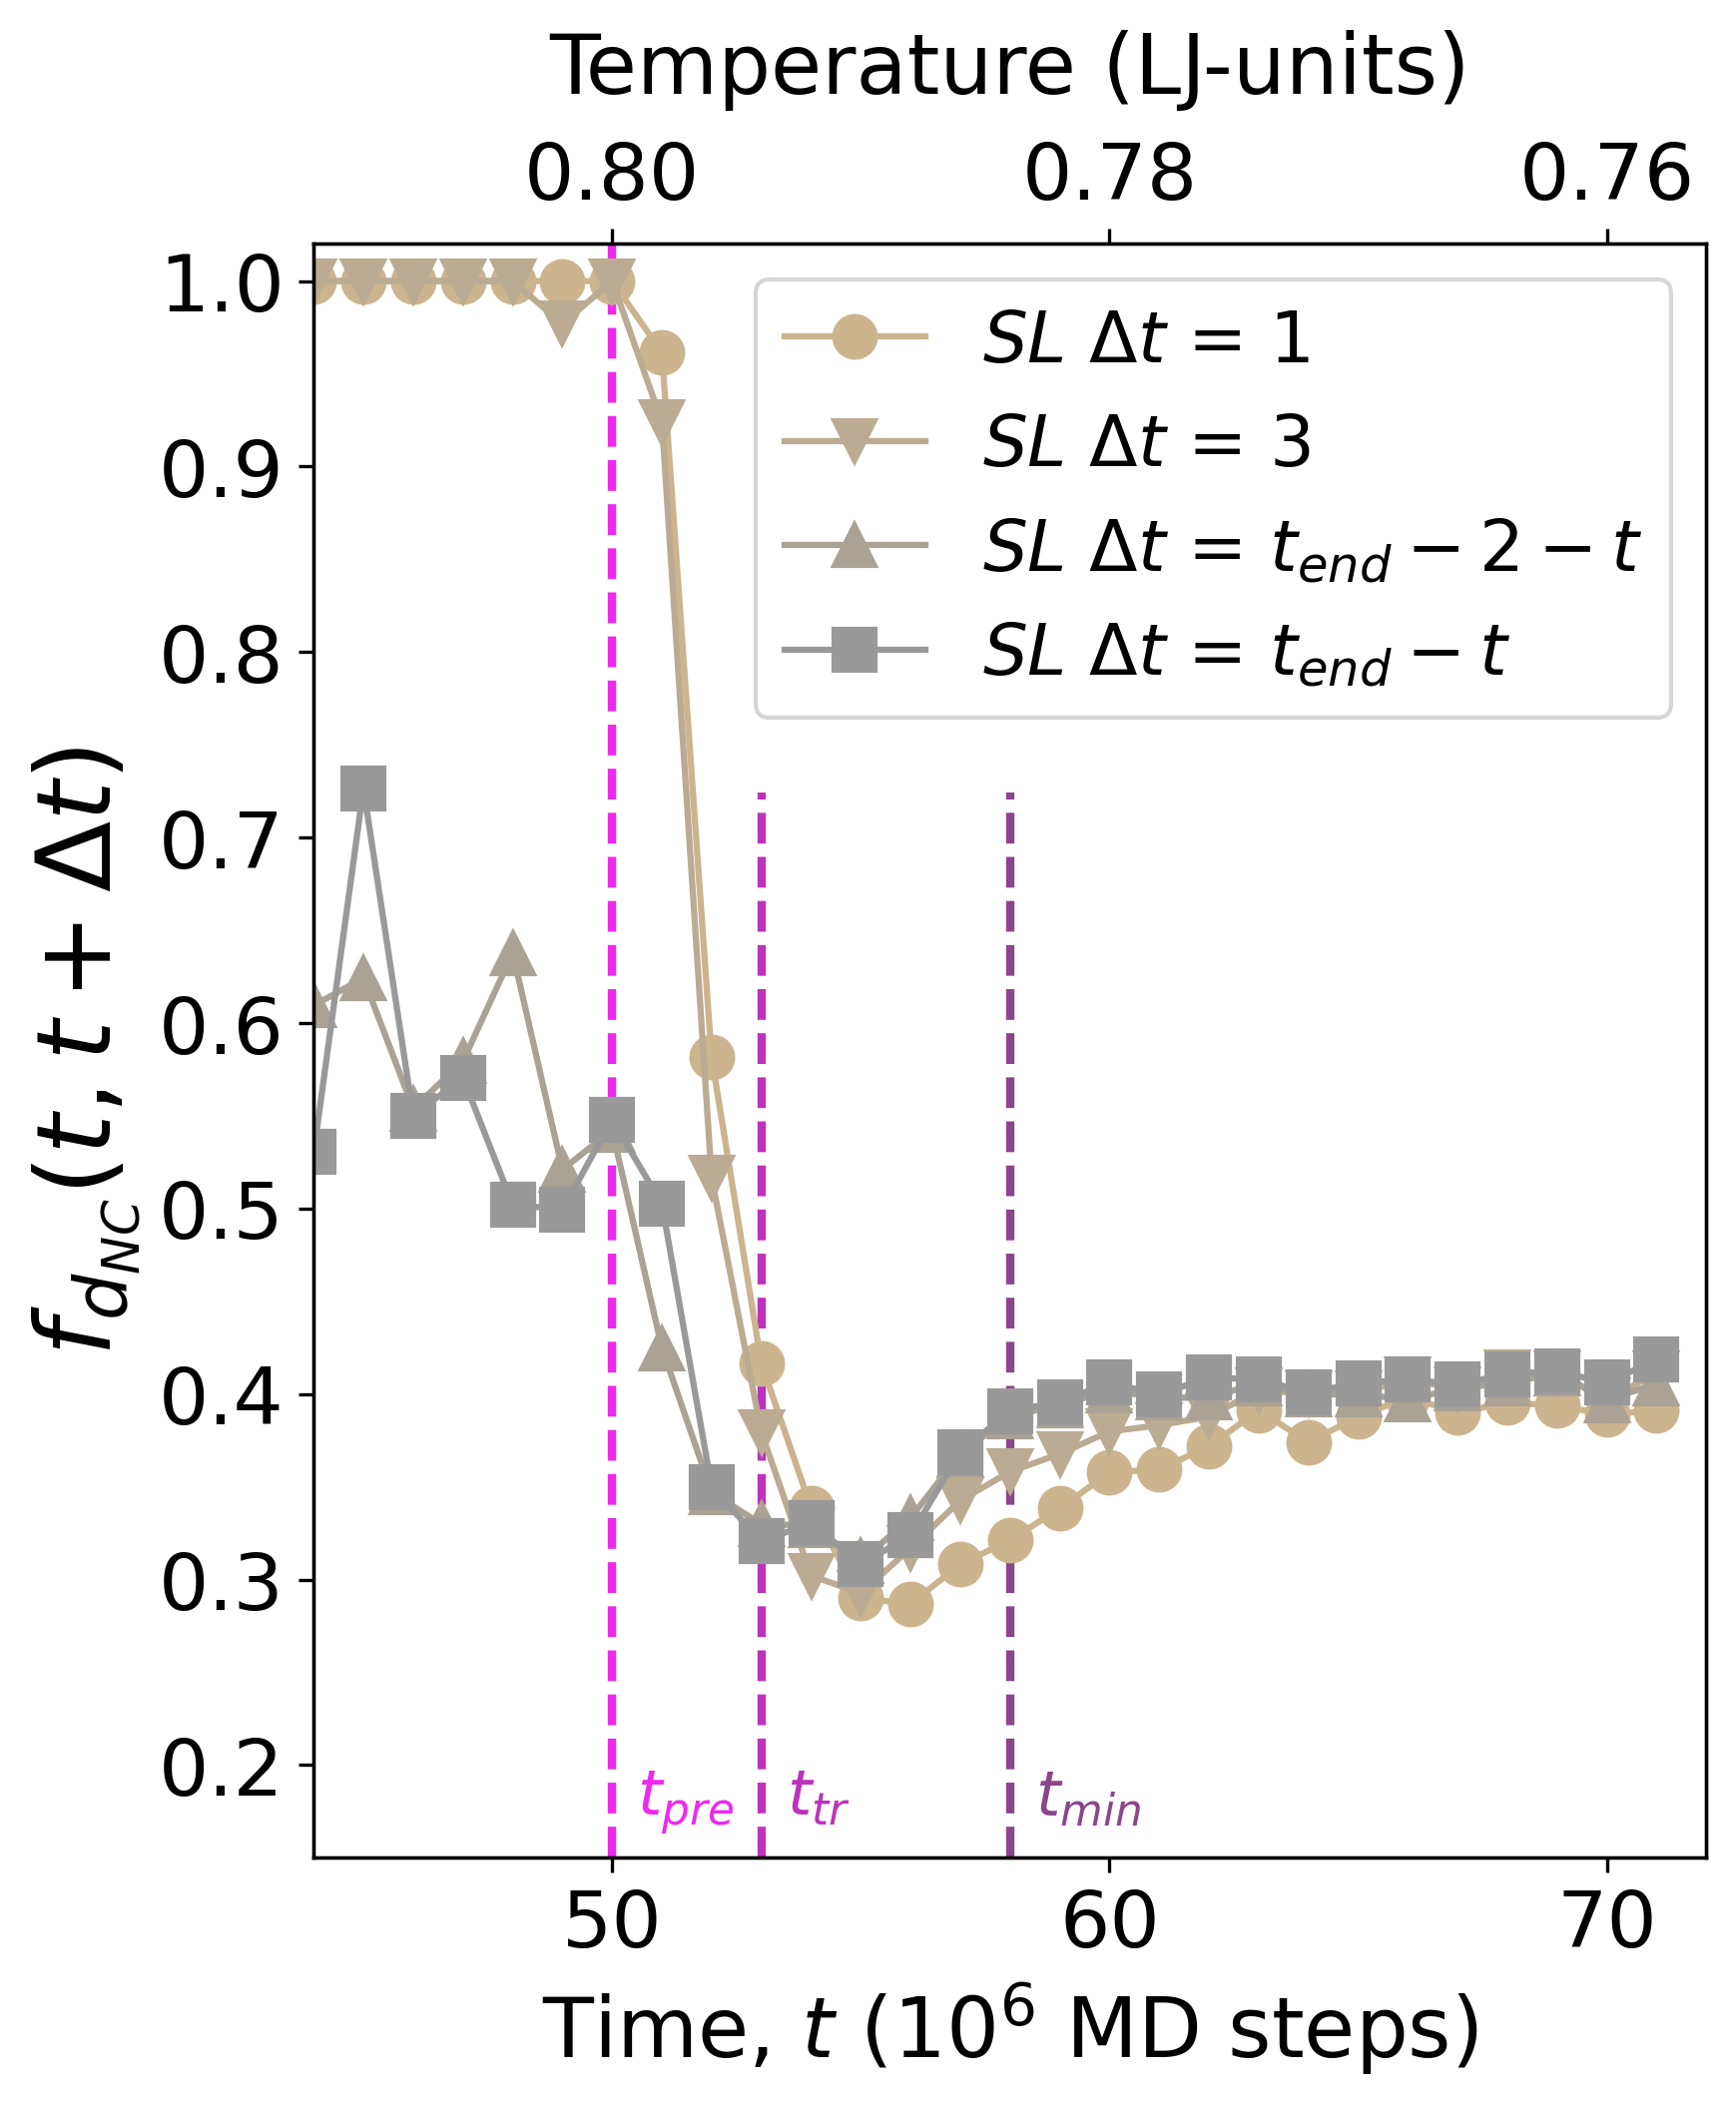 Temperature (LJ-units)
0.80 0.78 0.76
1.0
0.9
0.8
0.7
0.6
0.5
0.4
0.3
0.2
f_{d_{NC}}(t, t + Δt)
SL Δt = 1
SL Δt = 3
SL Δt = t_{end} − 2 − t
SL Δt = t_{end} − t
t_{pre} t_{tr} t_{min}
50 60 70
Time, t (10^6 MD steps)